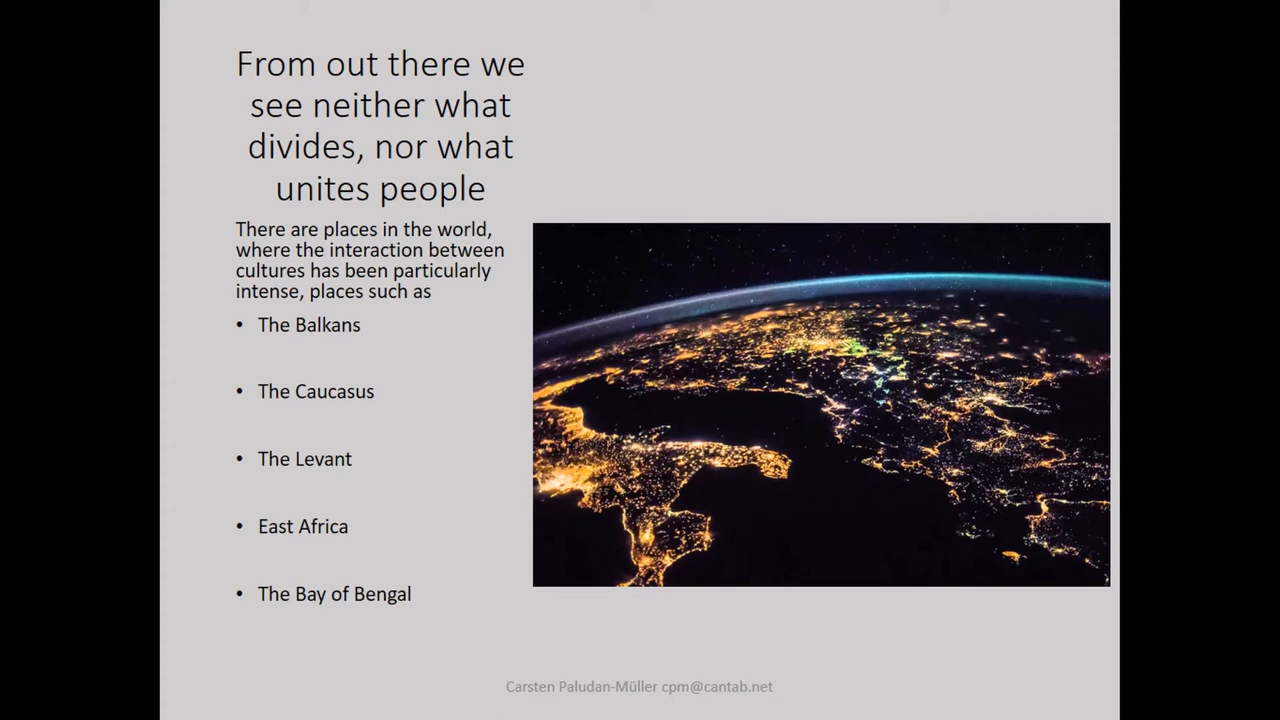 From out there we
see neither what
divides, nor what
unites people
There are places in the world,
where the interaction between
cultures has been particularly
intense, places such as
• The Balkans
• The Caucasus
• The Levant
• East Africa
• The Bay of Bengal
Carsten Paludan-Müller cpm@cantab.net